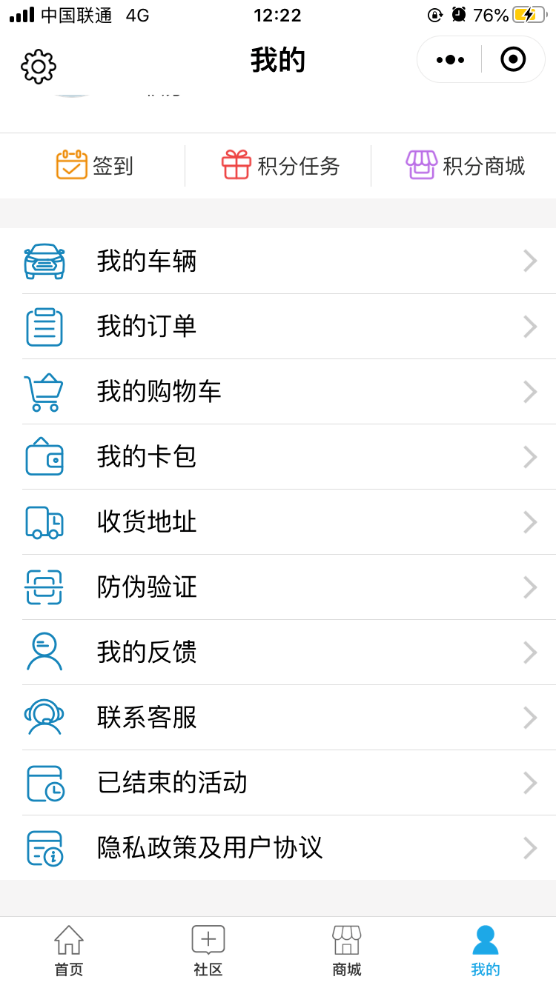 中国联通 4G 12:22 76%
我的
签到 积分任务 积分商城
我的车辆
我的订单
我的购物车
我的卡包
收货地址
防伪验证
我的反馈
联系客服
已结束的活动
隐私政策及用户协议
首页 社区 商城 我的